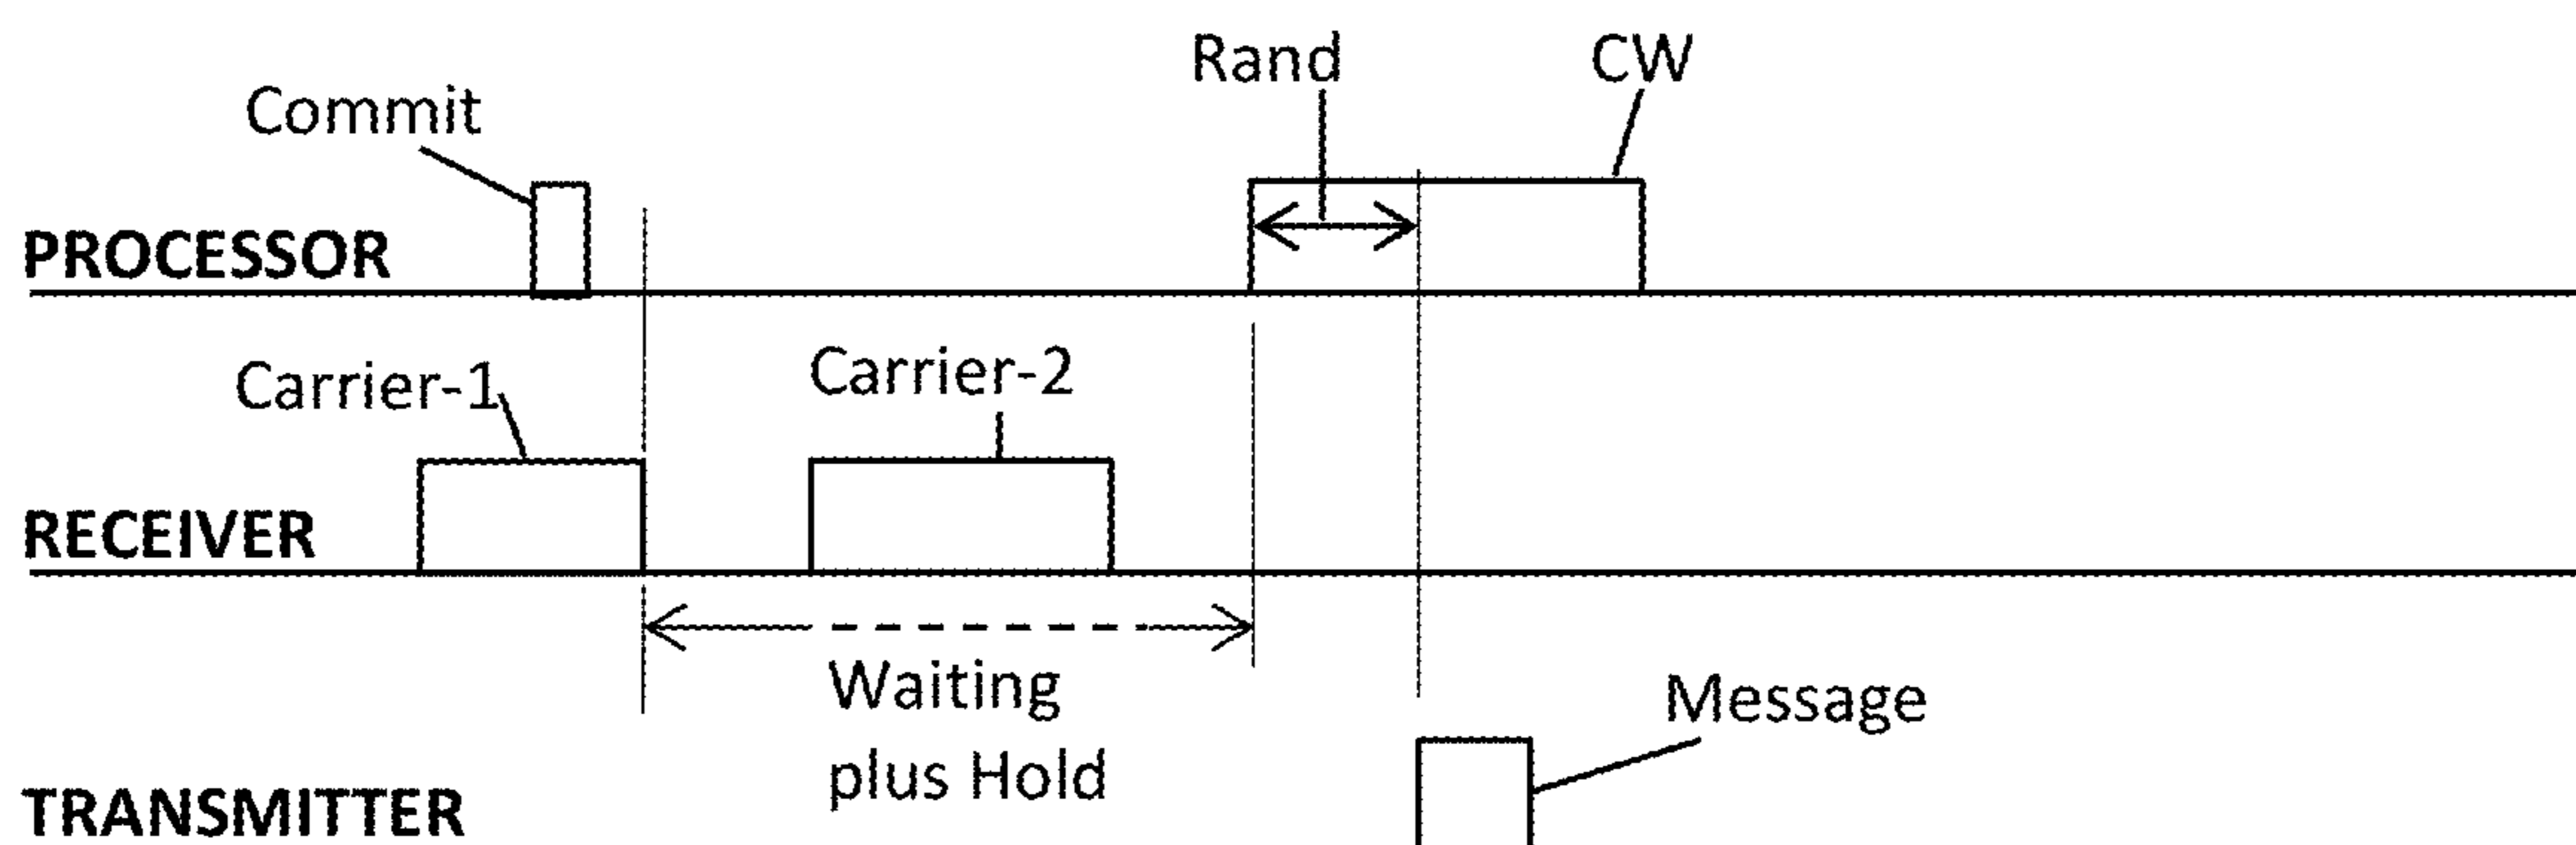 Rand
CW
Commit
PROCESSOR
Carrier-1
Carrier-2
RECEIVER
Waiting
plus Hold
Message
TRANSMITTER